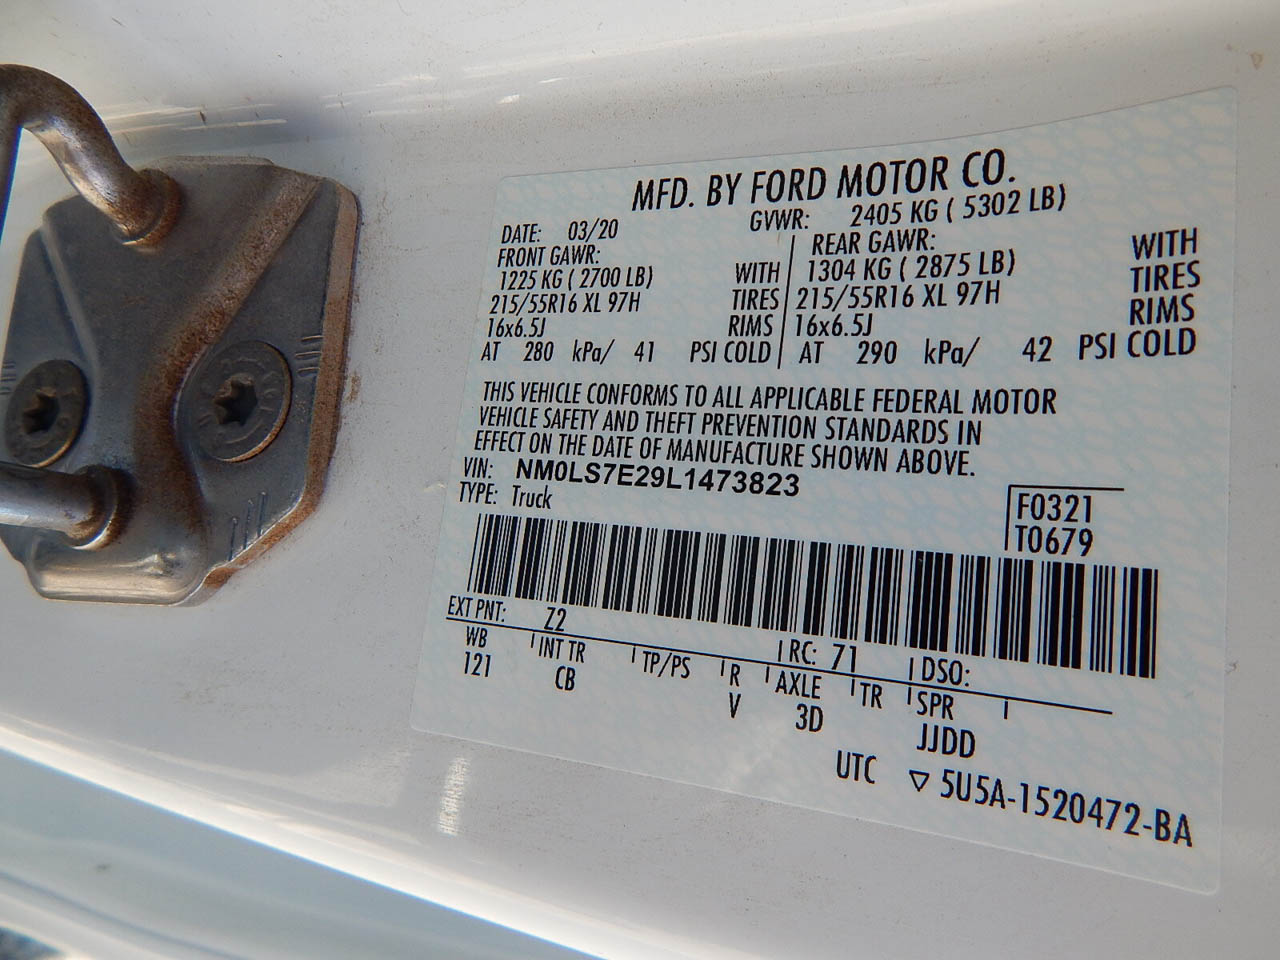 MFD. BY FORD MOTOR CO.
DATE: 03/20 GVWR: 2405 KG ( 5302 LB)
FRONT GAWR: REAR GAWR:
1225 KG ( 2700 LB) WITH 1304 KG ( 2875 LB) WITH
215/55R16 XL 97H TIRES 215/55R16 XL 97H TIRES
16x6.5J RIMS 16x6.5J RIMS
AT 280 kPa/ 41 PSI COLD AT 290 kPa/ 42 PSI COLD
THIS VEHICLE CONFORMS TO ALL APPLICABLE FEDERAL MOTOR
VEHICLE SAFETY AND THEFT PREVENTION STANDARDS IN
EFFECT ON THE DATE OF MANUFACTURE SHOWN ABOVE.
VIN: NM0LS7E29L1473823
TYPE: Truck
F0321
T0679
EXT PNT: Z2 RC: 71 DSO:
WB INT TR TP/PS R AXLE TR SPR
121 CB V 3D JJDD
UTC ▽ 5U5A-1520472-BA